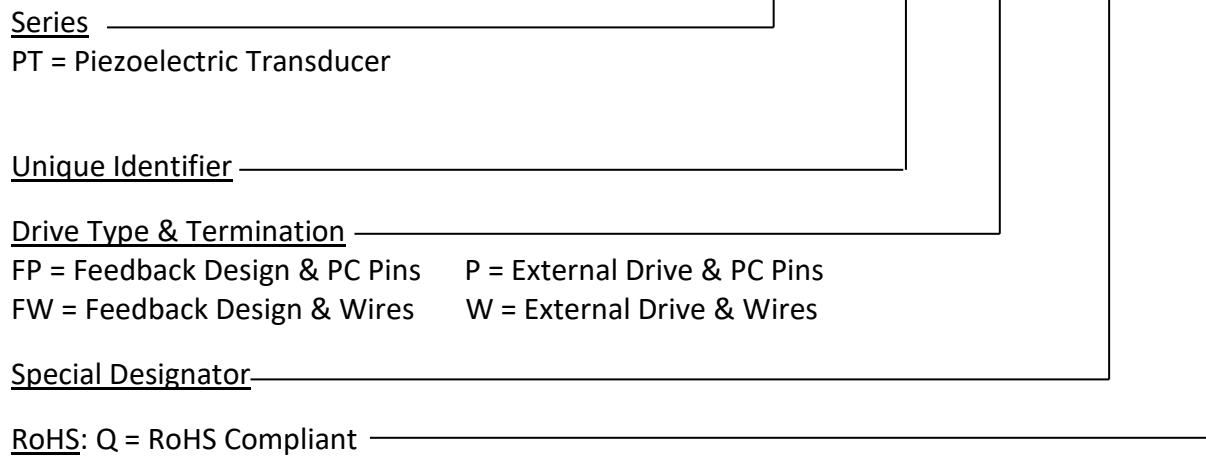 Series
PT = Piezoelectric Transducer
Unique Identifier
Drive Type & Termination
FP = Feedback Design & PC Pins P = External Drive & PC Pins
FW = Feedback Design & Wires W = External Drive & Wires
Special Designator
RoHS: Q = RoHS Compliant